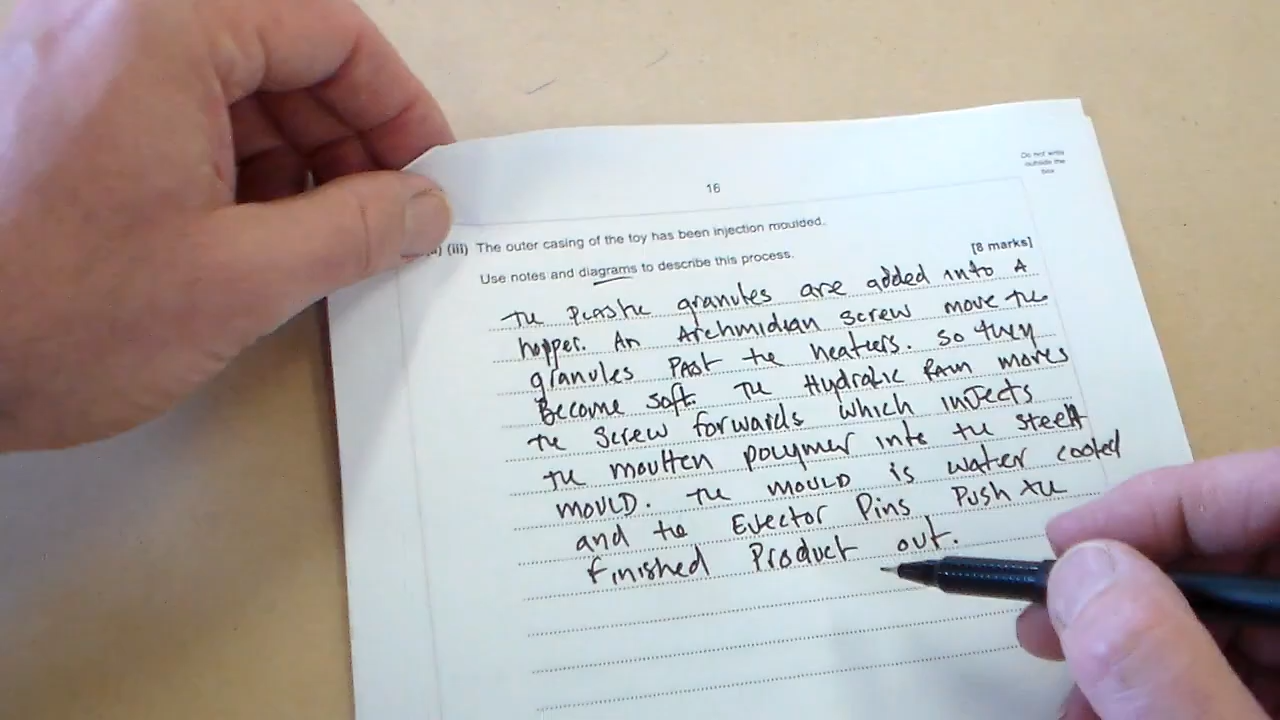 16
Do not write
outside the
box
(iii) The outer casing of the toy has been injection moulded.
[8 marks]
Use notes and diagrams to describe this process.
The Plastic granules are added into A
hopper. An Archmidian screw move the
granules Past the heaters. so they
Become soft. The Hydralic Ram moves
the Screw forwards which injects
the moulten polymer into the steel
mould. The mould is water cooled
and the Ejector Pins Push the
finished Product out.